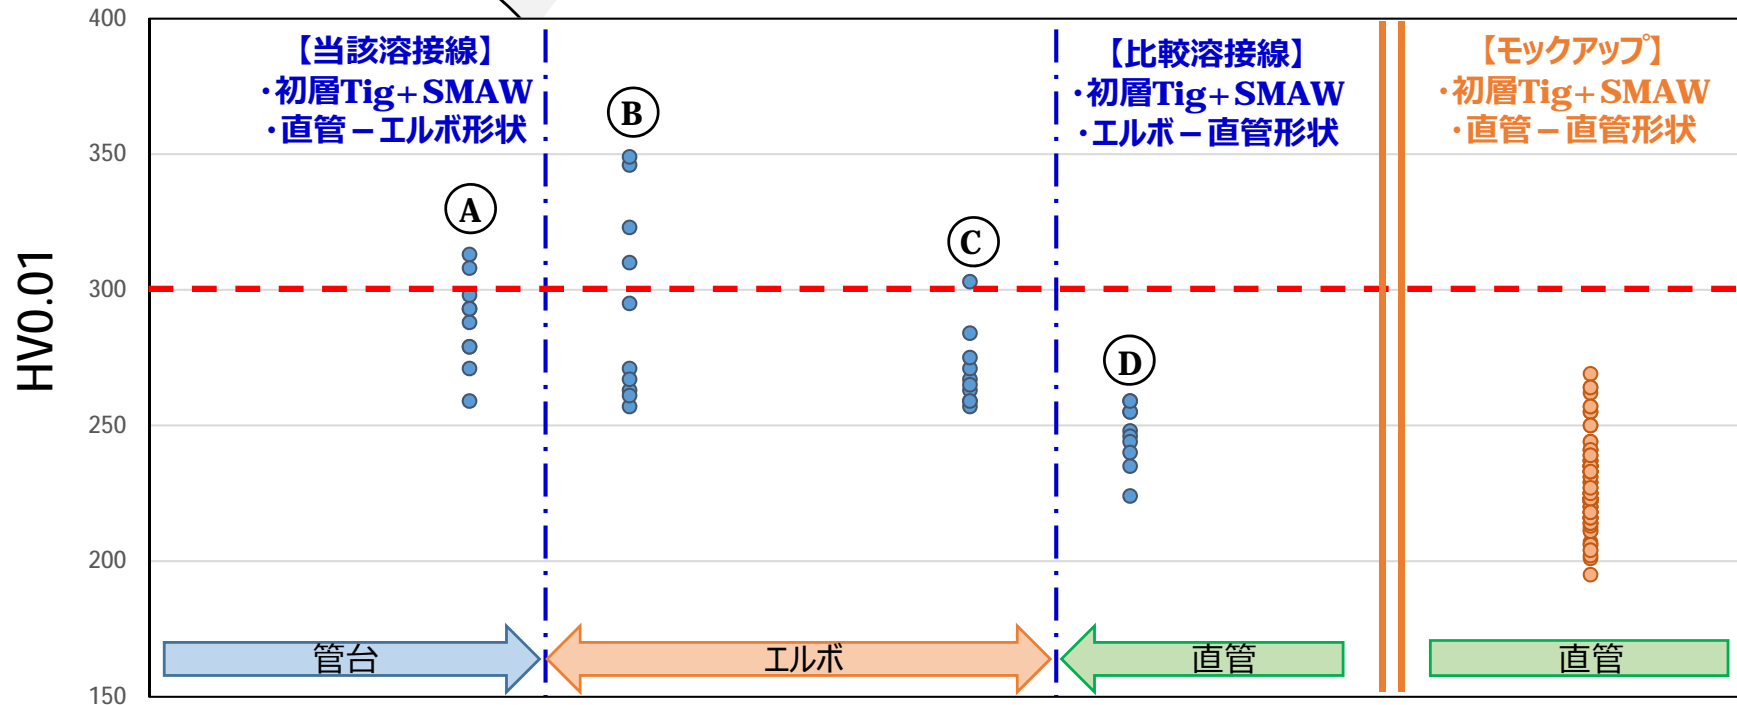 400
350
300
250
200
150
HV0.01
【当該溶接線】
・初層Tig+SMAW
・直管－エルボ形状
【比較溶接線】
・初層Tig+SMAW
・エルボ－直管形状
【モックアップ】
・初層Tig+SMAW
・直管－直管形状
A
B
C
D
管台
エルボ
直管
直管